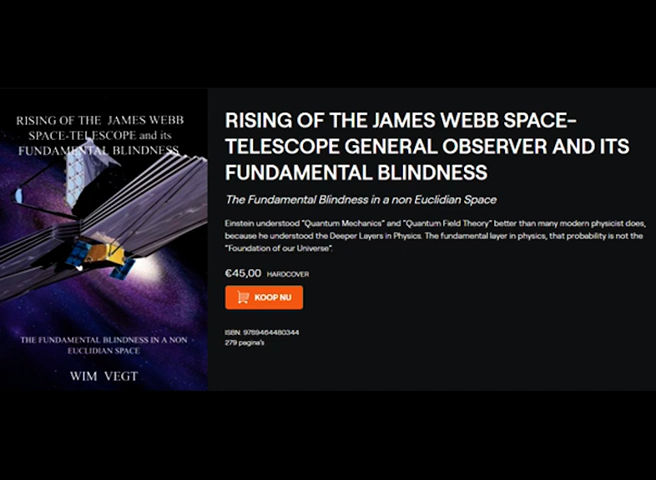 RISING OF THE JAMES WEBB
SPACE-TELESCOPE and its
FUNDAMENTAL BLINDNESS
THE FUNDAMENTAL BLINDNESS IN A NON
EUCLIDIAN SPACE
WIM VEGT
RISING OF THE JAMES WEBB SPACE-
TELESCOPE GENERAL OBSERVER AND ITS
FUNDAMENTAL BLINDNESS
The Fundamental Blindness in a non Euclidian Space
Einstein understood "Quantum Mechanics" and "Quantum Field Theory" better than many modern physicist does,
because he understood the Deeper Layers in Physics. The fundamental layer in physics, that probability is not the
"Foundation of our Universe".
€45,00 HARDCOVER
KOOP NU
ISBN: 9789464480344
279 pagina's